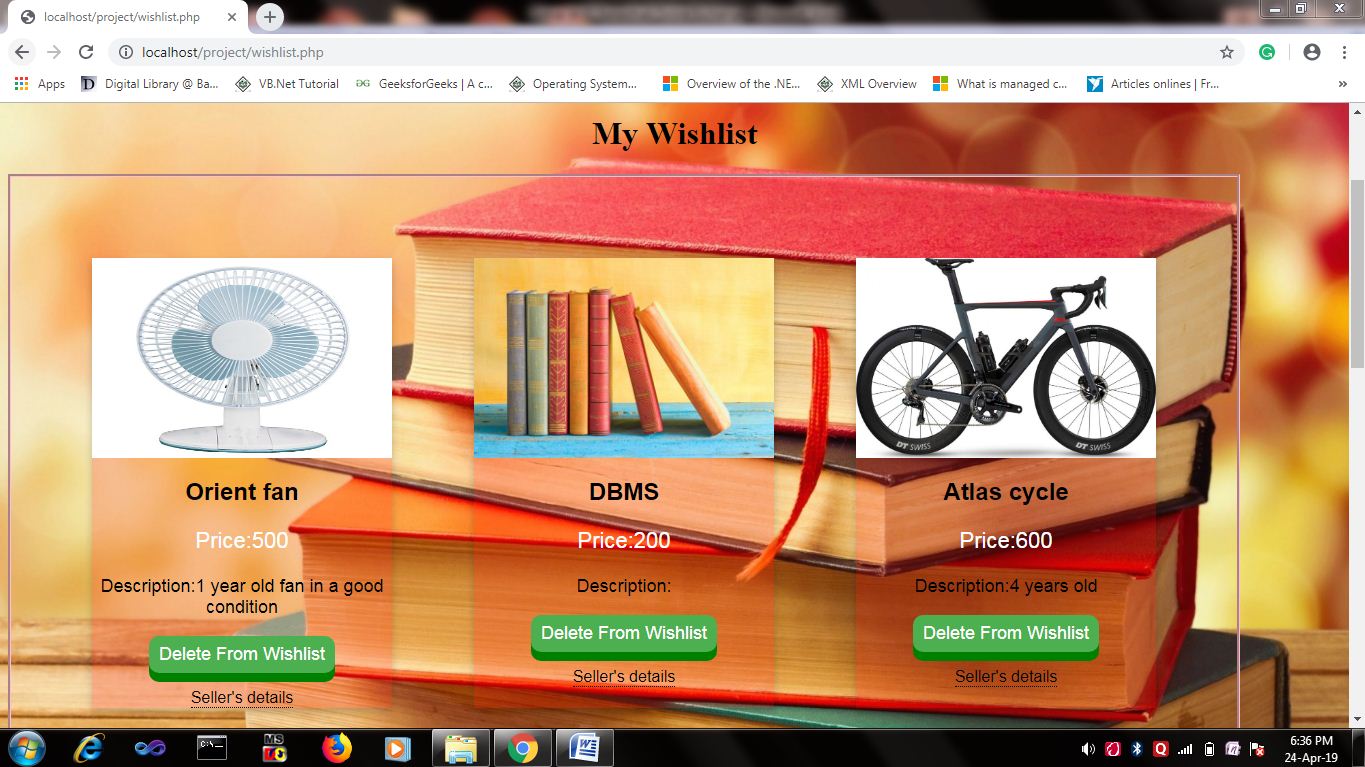 localhost/project/wishlist.php
localhost/project/wishlist.php
Apps
Digital Library @ Ba...
VB.Net Tutorial
GeeksforGeeks | A c...
Operating System...
Overview of the .NE...
XML Overview
What is managed c...
Articles onlines | Fr...
»
My Wishlist
Orient fan
Price:500
Description:1 year old fan in a good
condition
Delete From Wishlist
Seller's details
DBMS
Price:200
Description:
Delete From Wishlist
Seller's details
DT SWISS
DT SWISS
Atlas cycle
Price:600
Description:4 years old
Delete From Wishlist
Seller's details
6:36 PM
24-Apr-19